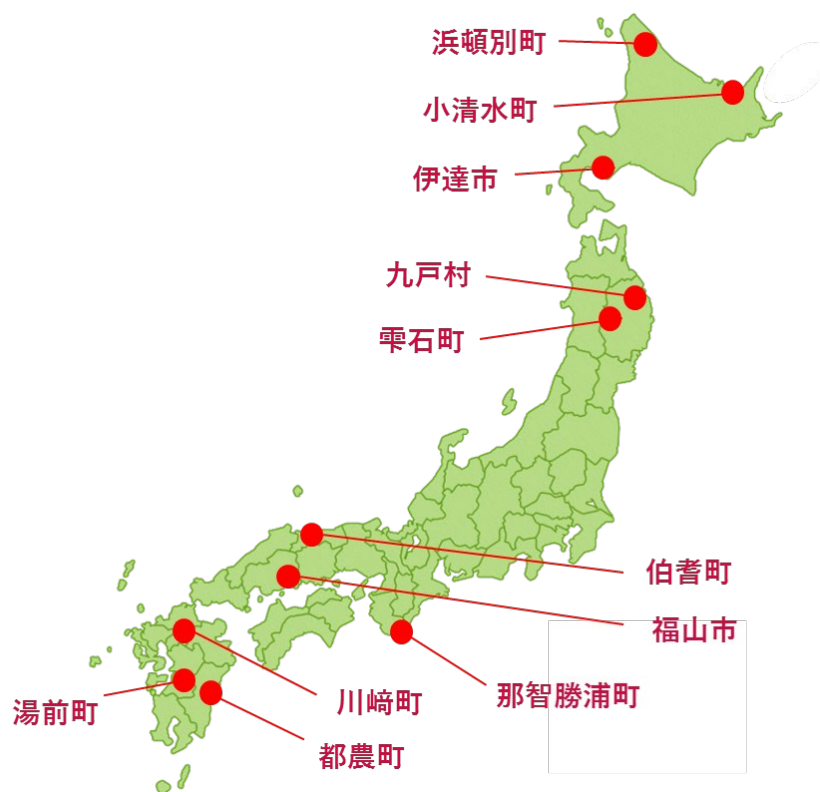 浜頓別町
小清水町
伊達市
九戸村
雫石町
伯耆町
福山市
那智勝浦町
川﨑町
湯前町
都農町